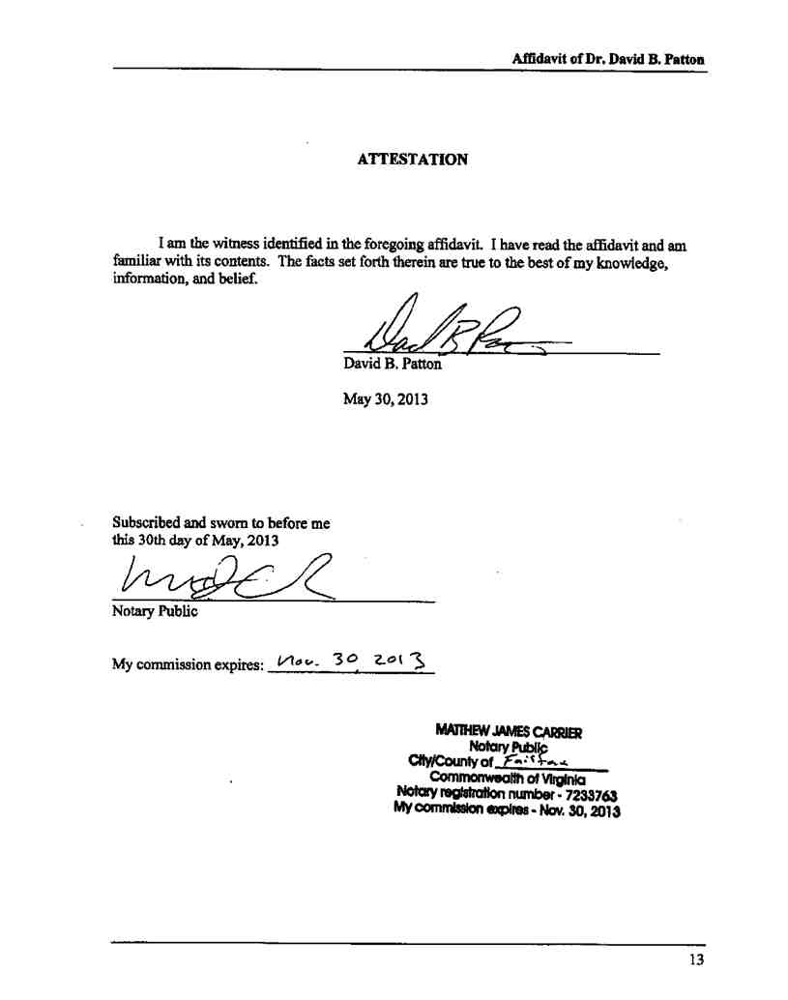 Affidavit of Dr. David B. Patton
ATTESTATION
I am the witness identified in the foregoing affidavit. I have read the affidavit and am
familiar with its contents. The facts set forth therein are true to the best of my knowledge,
information, and belief.
David B. Patton
May 30, 2013
Subscribed and sworn to before me
this 30th day of May, 2013
Notary Public
My commission expires: Nov. 30 2013
MATTHEW JAMES CARRIER
Notary Public
City/County of Fairfax
Commonwealth of Virginia
Notary registration number - 7233763
My commission expires - Nov. 30, 2013
13